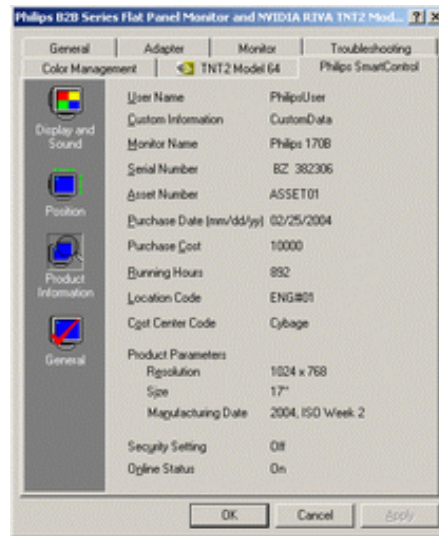 Philips B2B Series Flat Panel Monitor and NVIDIA RIVA TNT2 Mod...
General Adapter Monitor Troubleshooting
Color Management TNT2 Model 64 Philips SmartControl
Display and Sound
Position
Product Information
General
User Name PhilipsUser
Custom Information CustomData
Monitor Name Philips 170B
Serial Number BZ 382306
Asset Number ASSET01
Purchase Date (mm/dd/yy) 02/25/2004
Purchase Cost 10000
Running Hours 892
Location Code ENG#01
Cost Center Code Cybage
Product Parameters
Resolution 1024 x 768
Size 17"
Manufacturing Date 2004, ISO Week 2
Security Setting Off
Online Status On
OK Cancel Apply